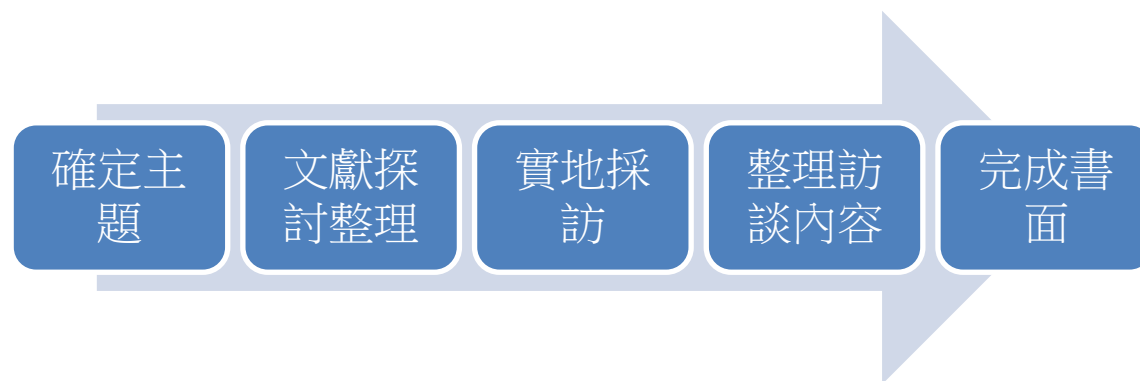 確定主
題
文獻探
討整理
實地採
訪
整理訪
談內容
完成書
面